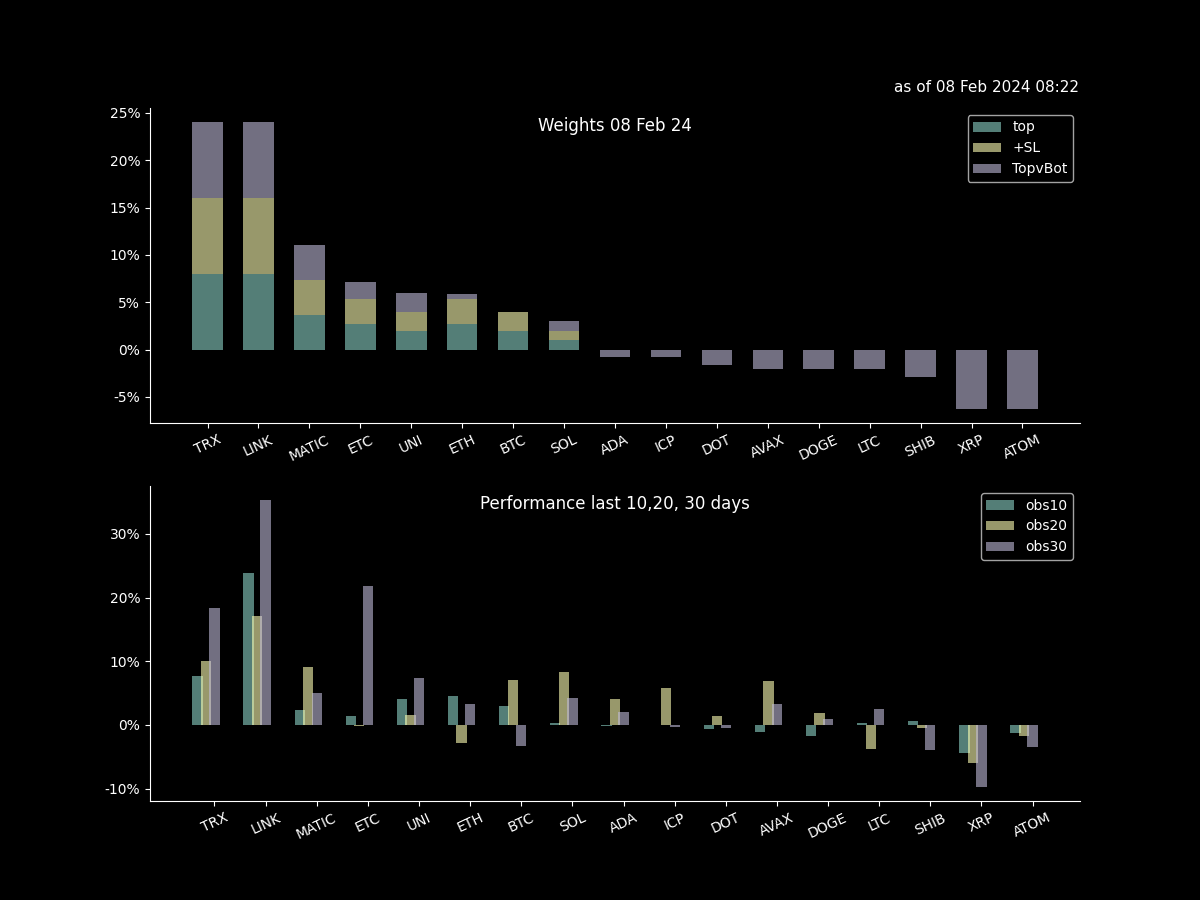 as of 08 Feb 2024 08:22
Weights 08 Feb 24
top
+SL
TopvBot
25%
20%
15%
10%
5%
0%
-5%
TRX LINK MATIC ETC UNI ETH BTC SOL ADA ICP DOT AVAX DOGE LTC SHIB XRP ATOM
Performance last 10,20, 30 days
obs10
obs20
obs30
30%
20%
10%
0%
-10%
TRX LINK MATIC ETC UNI ETH BTC SOL ADA ICP DOT AVAX DOGE LTC SHIB XRP ATOM